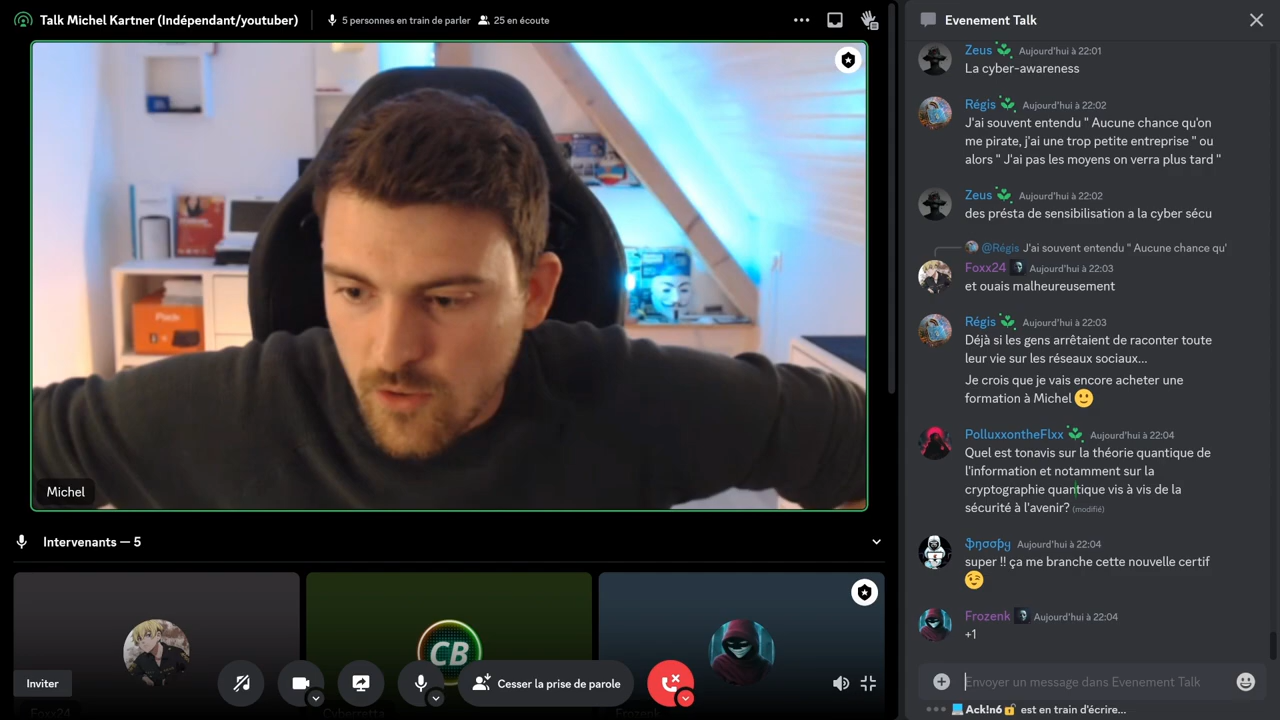 Talk Michel Kartner (Indépendant/youtuber)
5 personnes en train de parler
25 en écoute
Michel
Intervenants — 5
CB
Inviter
Cesser la prise de parole
Foxx24
Frozenk
Evenement Talk
Zeus Aujourd'hui à 22:01
La cyber-awareness
Régis Aujourd'hui à 22:02
J'ai souvent entendu " Aucune chance qu'on
me pirate, j'ai une trop petite entreprise " ou
alors " J'ai pas les moyens on verra plus tard "
Zeus Aujourd'hui à 22:02
des présta de sensibilisation a la cyber sécu
@Régis J'ai souvent entendu " Aucune chance qu'
Foxx24 Aujourd'hui à 22:03
et ouais malheureusement
Régis Aujourd'hui à 22:03
Déjà si les gens arrêtaient de raconter toute
leur vie sur les réseaux sociaux...
Je crois que je vais encore acheter une
formation à Michel 🙂
PolluxxontheFlxx Aujourd'hui à 22:04
Quel est tonavis sur la théorie quantique de
l'information et notamment sur la
cryptographie quantique vis à vis de la
sécurité à l'avenir? (modifié)
Aujourd'hui à 22:04
super !! ça me branche cette nouvelle certif
😉
Frozenk Aujourd'hui à 22:04
+1
Envoyer un message dans Evenement Talk
Ack!n6 est en train d'écrire...